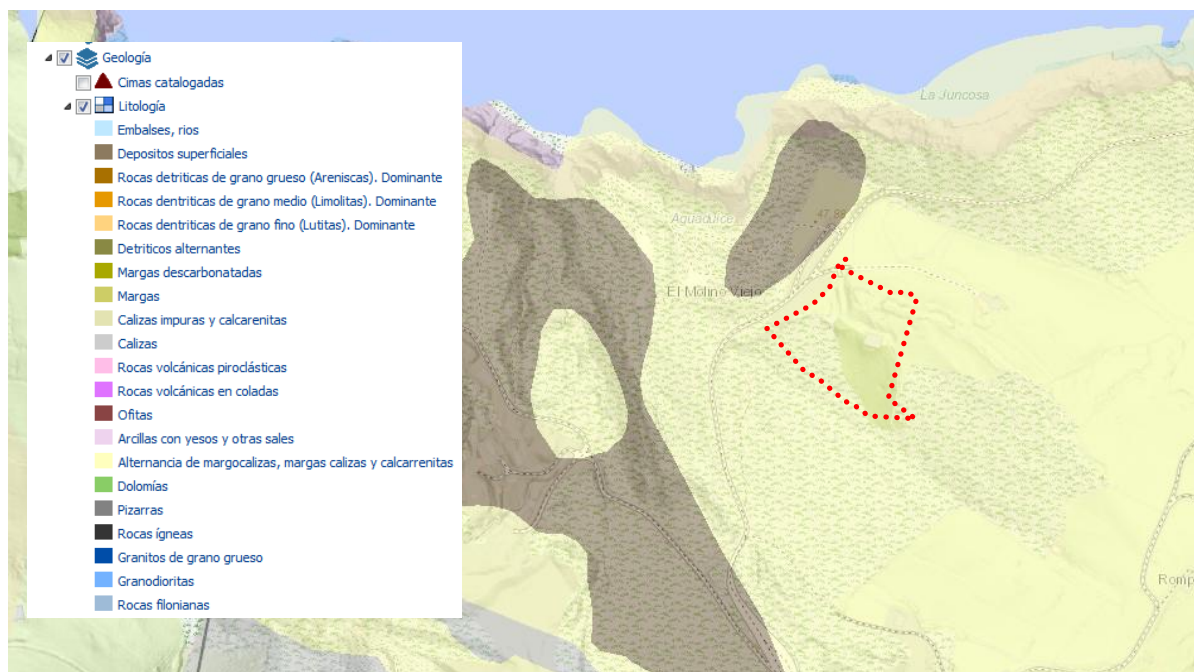 Geología
Cimas catalogadas
Litología
Embalses, rios
Depositos superficiales
Rocas detriticas de grano grueso (Areniscas). Dominante
Rocas dentriticas de grano medio (Limolitas). Dominante
Rocas dentriticas de grano fino (Lutitas). Dominante
Detriticos alternantes
Margas descarbonatadas
Margas
Calizas impuras y calcarenitas
Calizas
Rocas volcánicas piroclásticas
Rocas volcánicas en coladas
Ofitas
Arcillas con yesos y otras sales
Alternancia de margocalizas, margas calizas y calcarrenitas
Dolomías
Pizarras
Rocas ígneas
Granitos de grano grueso
Granodioritas
Rocas filonianas
La Juncosa
Aguadulce
El Molino Viejo
Romp